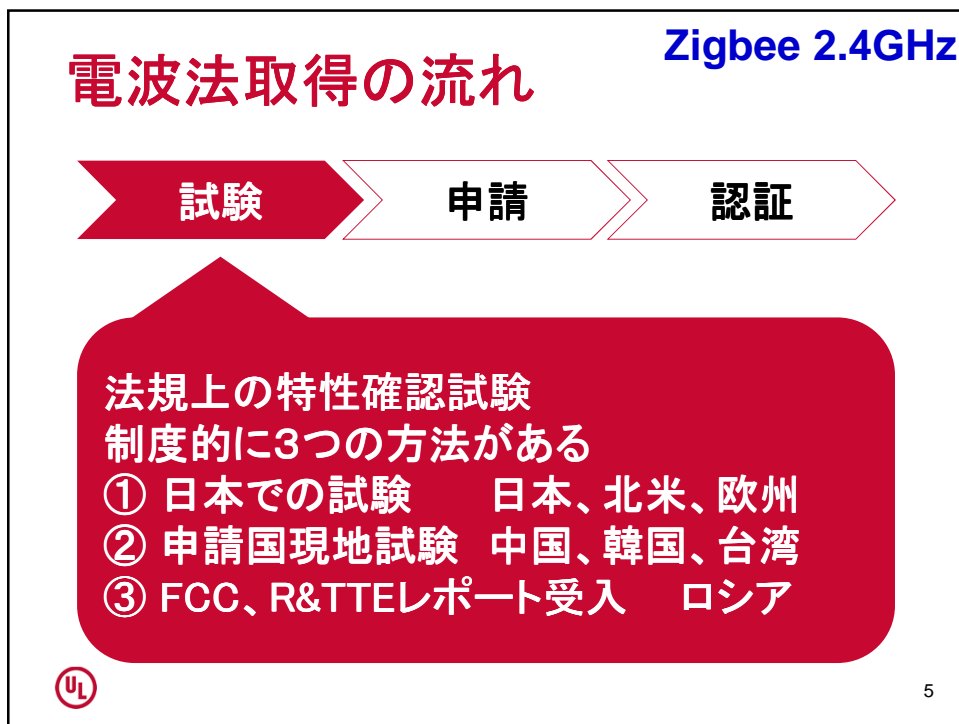 Zigbee 2.4GHz
電波法取得の流れ
試験 申請 認証
法規上の特性確認試験
制度的に3つの方法がある
① 日本での試験 日本、北米、欧州
② 申請国現地試験 中国、韓国、台湾
③ FCC、R&TTEレポート受入 ロシア
UL
5